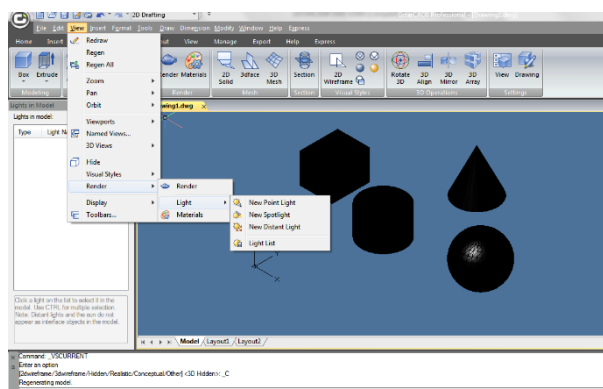 2D Drafting
File Edit View Insert Format Tools Draw Dimension Modify Window Help Express
Home Insert View Manage Export Help Express
Redraw
Regen
Regen All
Zoom
Pan
Orbit
Viewports
Named Views...
3D Views
Hide
Visual Styles
Render
Display
Toolbars...
Render
Light
Materials
New Point Light
New Spotlight
New Distant Light
Light List
Box Extrude
Modeling
Render Materials
Render
2D Solid
3dface
3D Mesh
Mesh
Section
Section
2D Wireframe
Visual Styles
Rotate 3D
3D Align
3D Mirror
3D Array
3D Operations
View Drawing
Settings
Lights in Model
Lights in model:
Type Light Na
wing1.dwg
Click a light on the list to select it in the
model. Use CTRL for multiple selection.
Note: Distant lights and the sun do not
appear as interface objects in the model.
X
Model Layout1 Layout2
Command: _VSCURRENT
Enter an option
[2dwireframe/3dwireframe/Hidden/Realistic/Conceptual/Other] <3D Hidden>: _C
Regenerating model.